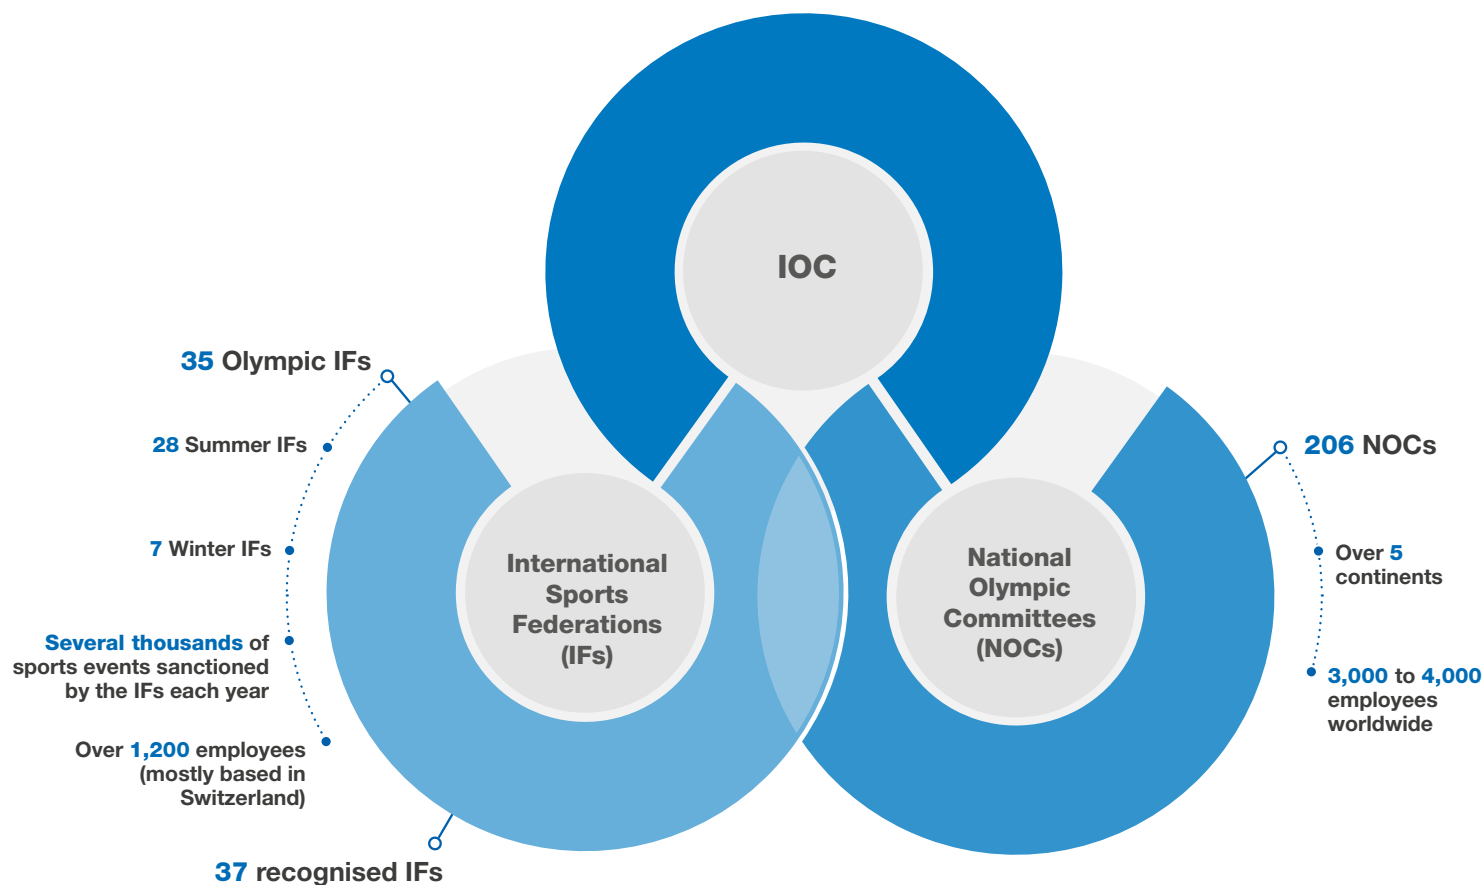 IOC
35 Olympic IFs
28 Summer IFs
7 Winter IFs
Several thousands of
sports events sanctioned
by the IFs each year
Over 1,200 employees
(mostly based in
Switzerland)
37 recognised IFs
International
Sports
Federations
(IFs)
National
Olympic
Committees
(NOCs)
206 NOCs
Over 5
continents
3,000 to 4,000
employees
worldwide